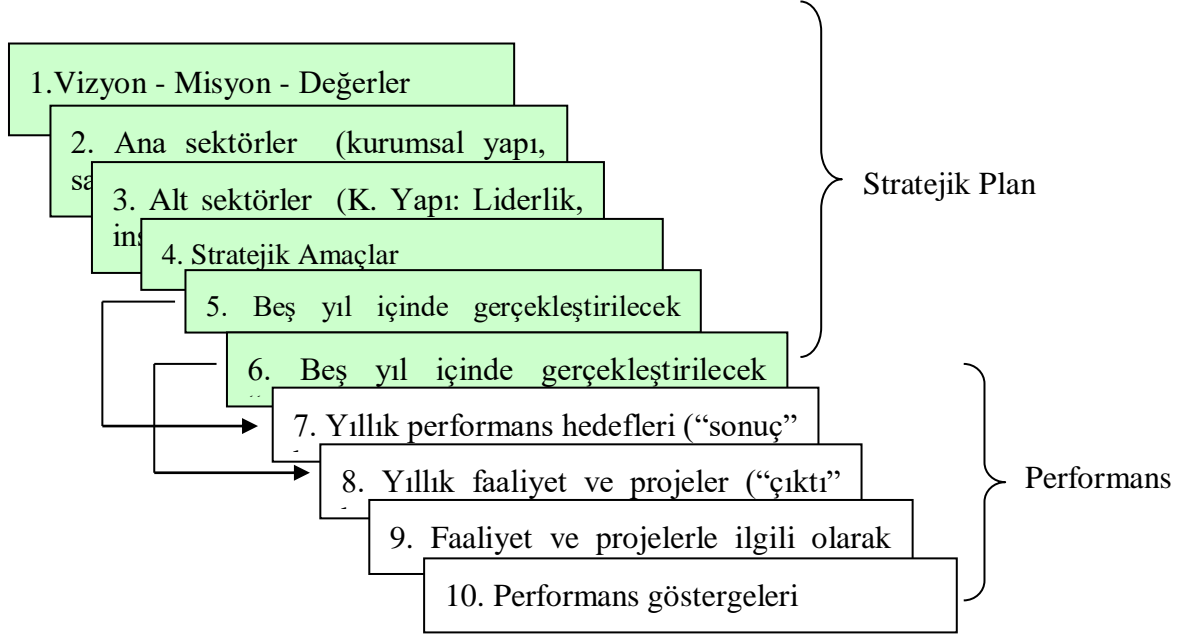 1.Vizyon - Misyon - Değerler
2. Ana sektörler (kurumsal yapı,
3. Alt sektörler (K. Yapı: Liderlik,
4. Stratejik Amaçlar
5. Beş yıl içinde gerçekleştirilecek
6. Beş yıl içinde gerçekleştirilecek
7. Yıllık performans hedefleri (“sonuç”
8. Yıllık faaliyet ve projeler (“çıktı”
9. Faaliyet ve projelerle ilgili olarak
10. Performans göstergeleri
Stratejik Plan
Performans